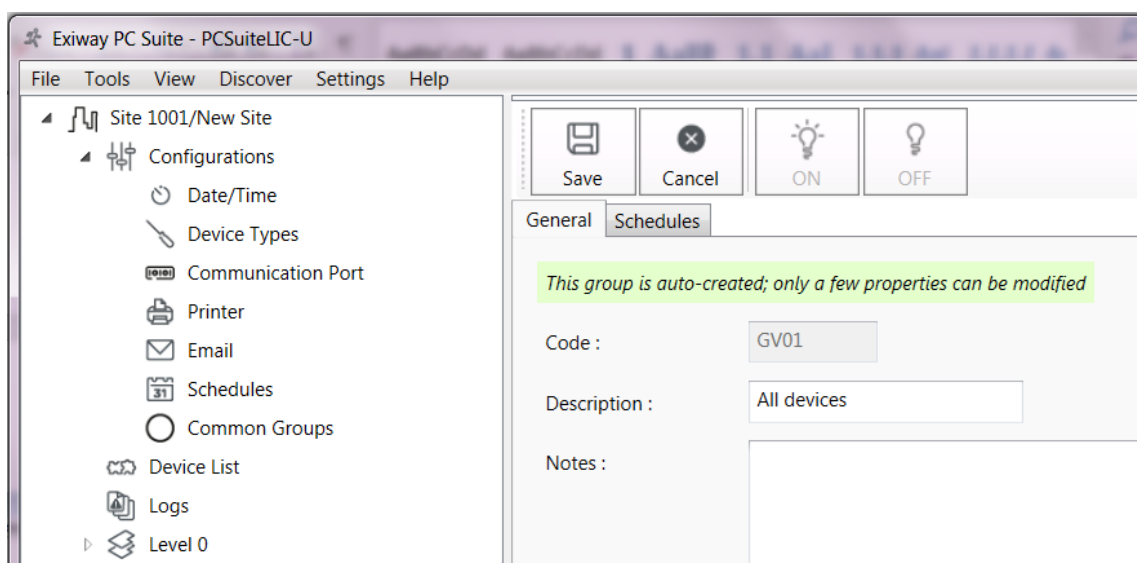 Exiway PC Suite - PCSuiteLIC-U
File Tools View Discover Settings Help
Site 1001/New Site
Configurations
Date/Time
Device Types
Communication Port
Printer
Email
31
Schedules
Common Groups
Device List
Logs
Level 0
Save Cancel ON OFF
General Schedules
This group is auto-created; only a few properties can be modified
Code : GV01
Description : All devices
Notes :